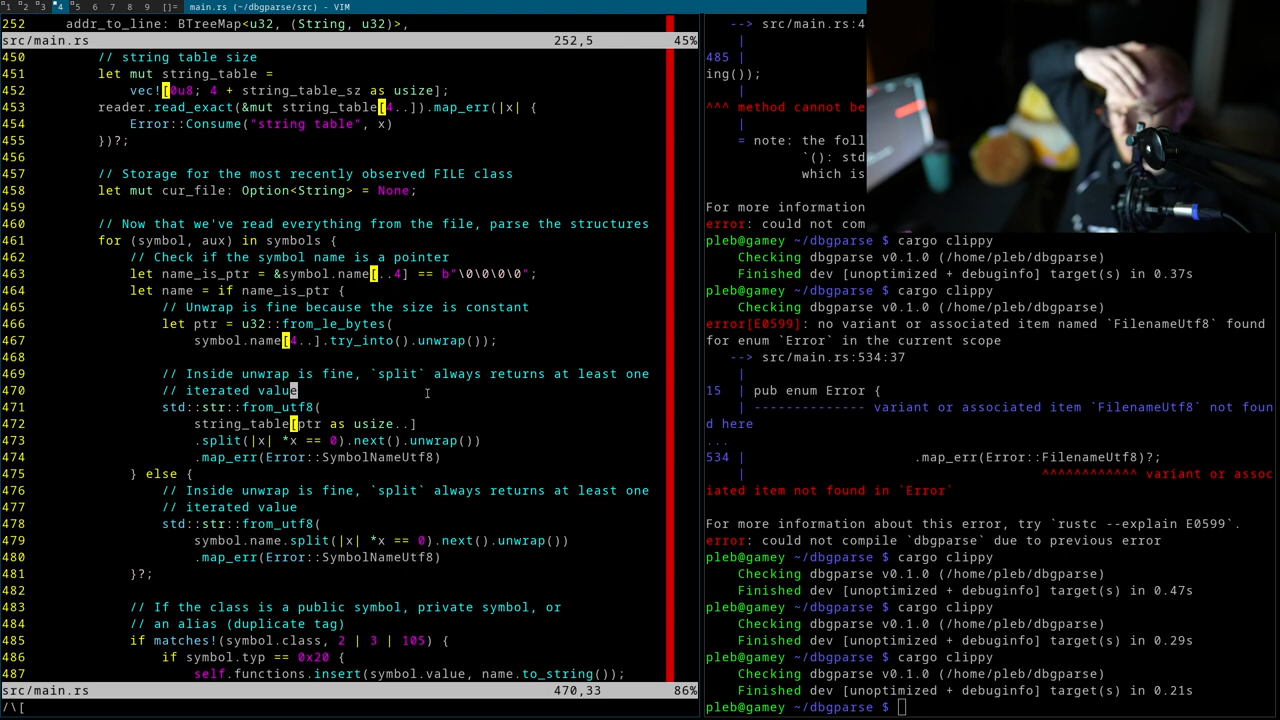 1 2 3 4 5 6 7 8 9 []= main.rs (~/dbgparse/src) - VIM
252     addr_to_line: BTreeMap<u32, (String, u32)>,
src/main.rs 252,5 45%
450         // string table size
451         let mut string_table =
452             vec![0u8; 4 + string_table_sz as usize];
453         reader.read_exact(&mut string_table[4..]).map_err(|x| {
454             Error::Consume("string table", x)
455         })?;
456
457         // Storage for the most recently observed FILE class
458         let mut cur_file: Option<String> = None;
459
460         // Now that we've read everything from the file, parse the structures
461         for (symbol, aux) in symbols {
462             // Check if the symbol name is a pointer
463             let name_is_ptr = &symbol.name[..4] == b"\0\0\0\0";
464             let name = if name_is_ptr {
465                 // Unwrap is fine because the size is constant
466                 let ptr = u32::from_le_bytes(
467                     symbol.name[4..].try_into().unwrap());
468
469                 // Inside unwrap is fine, `split` always returns at least one
470                 // iterated value
471                 std::str::from_utf8(
472                     string_table[ptr as usize..]
473                     .split(|x| *x == 0).next().unwrap())
474                     .map_err(Error::SymbolNameUtf8)
475             } else {
476                 // Inside unwrap is fine, `split` always returns at least one
477                 // iterated value
478                 std::str::from_utf8(
479                     symbol.name.split(|x| *x == 0).next().unwrap())
480                     .map_err(Error::SymbolNameUtf8)
481             }?;
482
483             // If the class is a public symbol, private symbol, or
484             // an alias (duplicate tag)
485             if matches!(symbol.class, 2 | 3 | 105) {
486                 if symbol.typ == 0x20 {
487                     self.functions.insert(symbol.value, name.to_string());
src/main.rs 470,33 86%
/\[
--> src/main.rs:4
|
485 |
ing());
|
^^^ method cannot be
|
= note: the foll
`(): std
which is
For more information
error: could not com
pleb@gamey ~/dbgparse $ cargo clippy
Checking dbgparse v0.1.0 (/home/pleb/dbgparse)
Finished dev [unoptimized + debuginfo] target(s) in 0.37s
pleb@gamey ~/dbgparse $ cargo clippy
Checking dbgparse v0.1.0 (/home/pleb/dbgparse)
error[E0599]: no variant or associated item named `FilenameUtf8` found
for enum `Error` in the current scope
--> src/main.rs:534:37
|
15  | pub enum Error {
| -------------- variant or associated item `FilenameUtf8` not foun
d here
...
534 |                     .map_err(Error::FilenameUtf8)?;
|                                     ^^^^^^^^^^^^ variant or assoc
iated item not found in `Error`
For more information about this error, try `rustc --explain E0599`.
error: could not compile `dbgparse` due to previous error
pleb@gamey ~/dbgparse $ cargo clippy
Checking dbgparse v0.1.0 (/home/pleb/dbgparse)
Finished dev [unoptimized + debuginfo] target(s) in 0.47s
pleb@gamey ~/dbgparse $ cargo clippy
Checking dbgparse v0.1.0 (/home/pleb/dbgparse)
Finished dev [unoptimized + debuginfo] target(s) in 0.29s
pleb@gamey ~/dbgparse $ cargo clippy
Checking dbgparse v0.1.0 (/home/pleb/dbgparse)
Finished dev [unoptimized + debuginfo] target(s) in 0.21s
pleb@gamey ~/dbgparse $